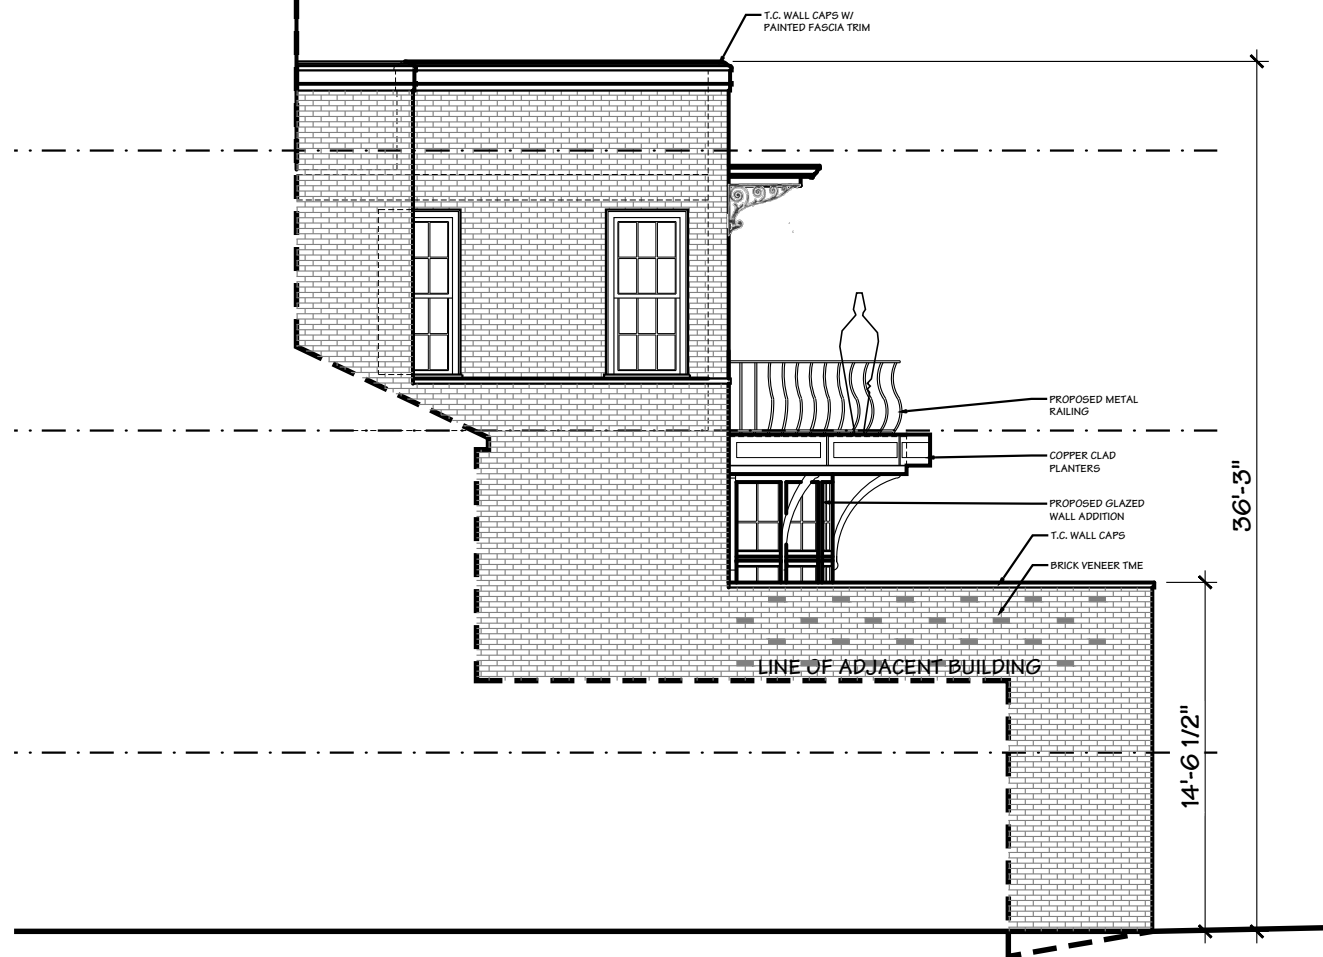 T.C. WALL CAPS W/
PAINTED FASCIA TRIM
PROPOSED METAL
RAILING
COPPER CLAD
PLANTERS
36'-3"
PROPOSED GLAZED
WALL ADDITION
T.C. WALL CAPS
BRICK VENEER TME
LINE OF ADJACENT BUILDING
14'-6 1/2"